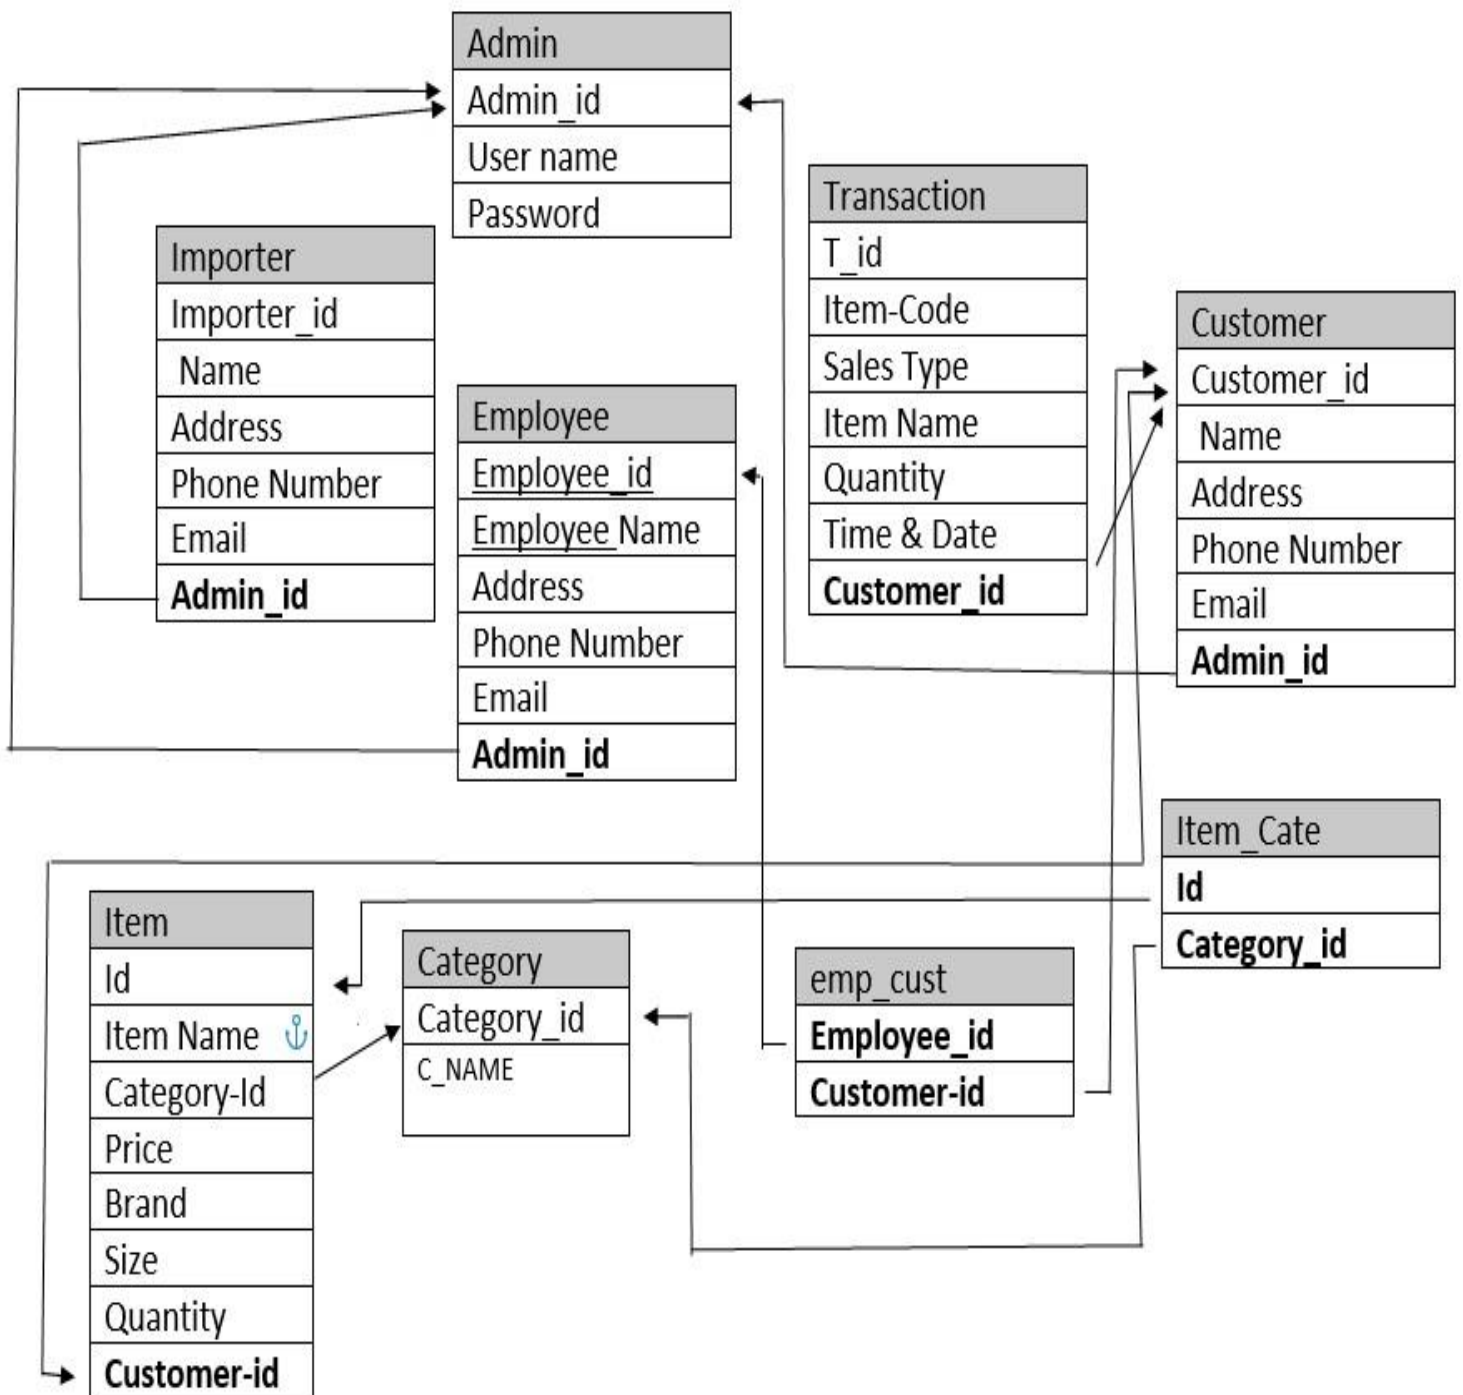 Admin
Admin_id
User name
Password
Importer
Importer_id
Name
Address
Phone Number
Email
Admin_id
Employee
Employee_id
Employee Name
Address
Phone Number
Email
Admin_id
Transaction
T_id
Item-Code
Sales Type
Item Name
Quantity
Time & Date
Customer_id
Customer
Customer_id
Name
Address
Phone Number
Email
Admin_id
Item
Id
Item Name
Category-Id
Price
Brand
Size
Quantity
Customer-id
Category
Category_id
C_NAME
emp_cust
Employee_id
Customer-id
Item_Cate
Id
Category_id